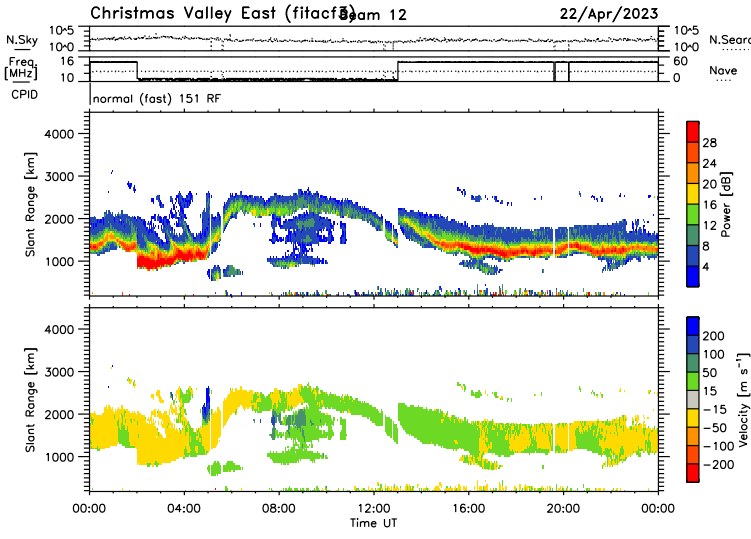 Christmas Valley East (fitacf3) Beam 12 22/Apr/2023
N.Sky 10^5 10^0 10^5 10^0 N.Searc
Freq. [MHz] 16 10 60 0 Nave
CPID normal (fast) 151 RF
Slant Range [km] 4000 3000 2000 1000
28 24 20 16 12 8 4 Power [dB]
Slant Range [km] 4000 3000 2000 1000
200 100 50 15 -15 -50 -100 -200 Velocity [m s⁻¹]
00:00 04:00 08:00 12:00 16:00 20:00 00:00
Time UT